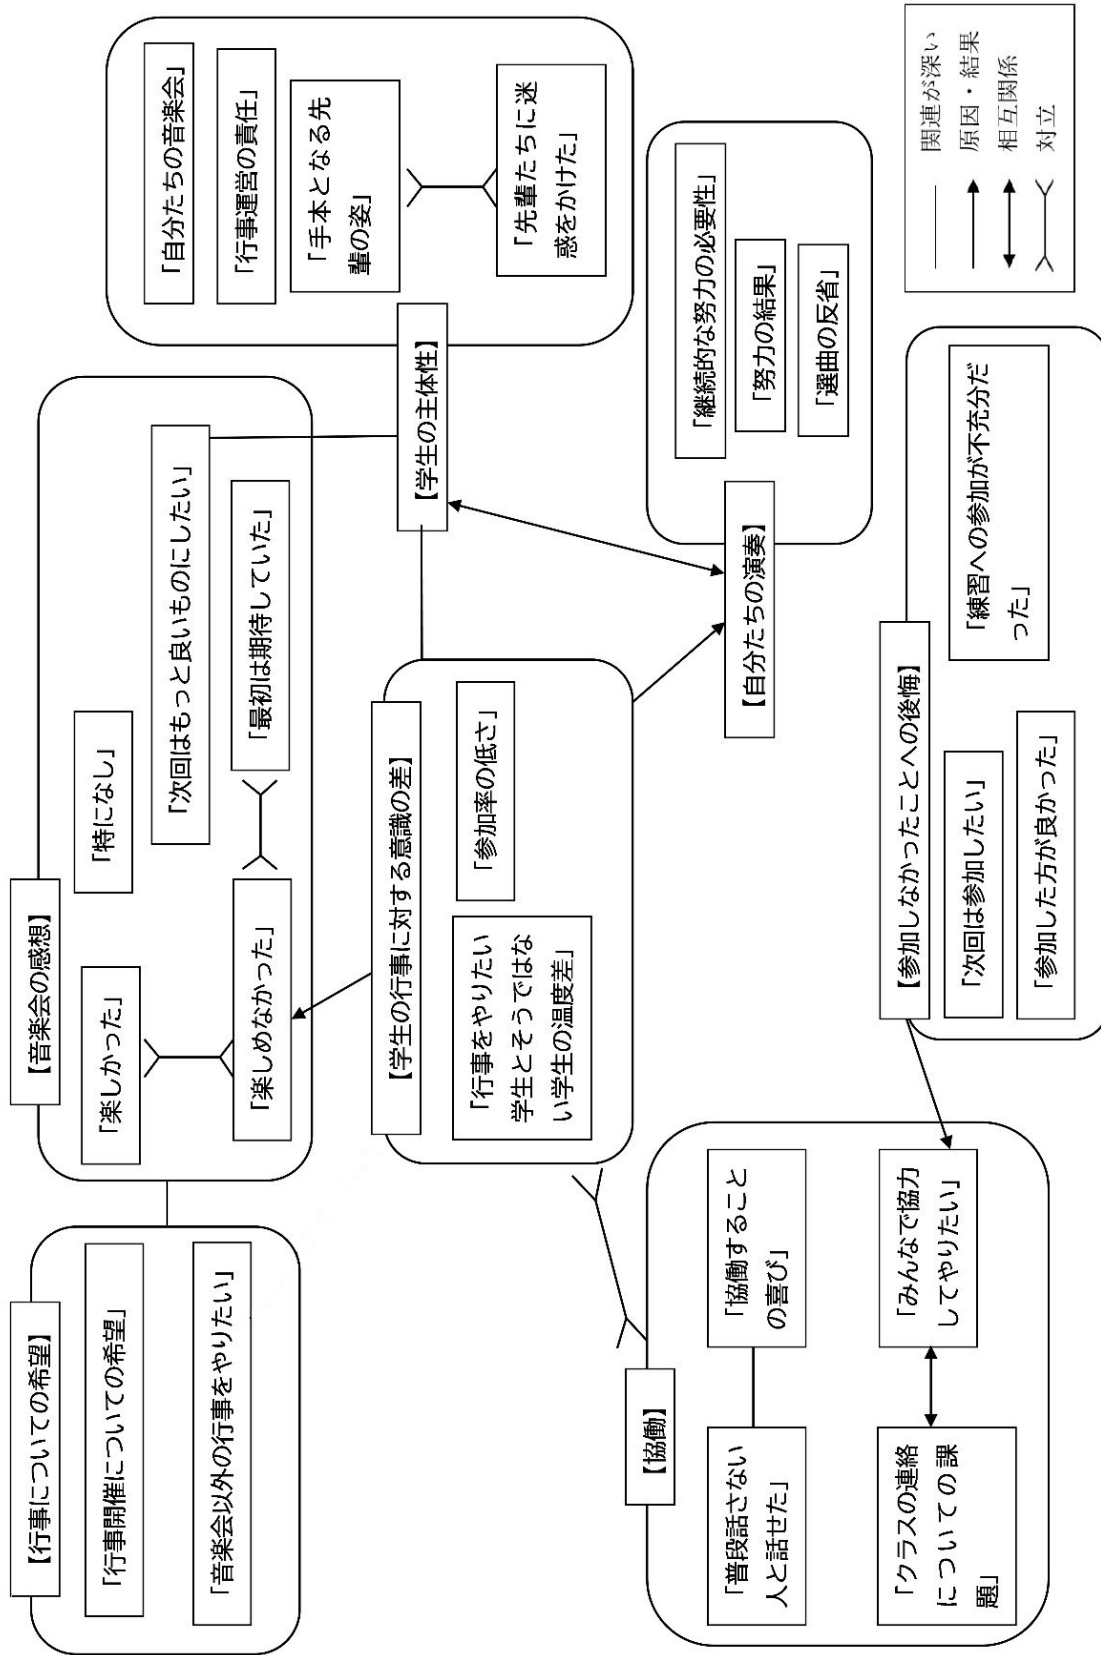 【行事についての希望】
「行事開催についての希望」
「音楽会以外の行事をやりたい」
【音楽会の感想】
「楽しかった」
「特になし」
「楽しめなかった」
「次回はもっと良いものにしたい」
「最初は期待していた」
「自分たちの音楽会」
「行事運営の責任」
「手本となる先
輩の姿」
「先輩たちに迷
惑をかけた」
【学生の主体性】
【学生の行事に対する意識の差】
「行事をやりたい
学生とそうではな
い学生の温度差」
「参加率の低さ」
【協働】
「普段話さない
人と話せた」
「協働すること
の喜び」
「クラスの連絡
についての課
題」
「みんなで協力
してやりたい」
【自分たちの演奏】
「継続的な努力の必要性」
「努力の結果」
「選曲の反省」
【参加しなかったことへの後悔】
「次回は参加したい」
「参加した方が良かった」
「練習への参加が不充分だ
った」
関連が深い
原因・結果
相互関係
対立